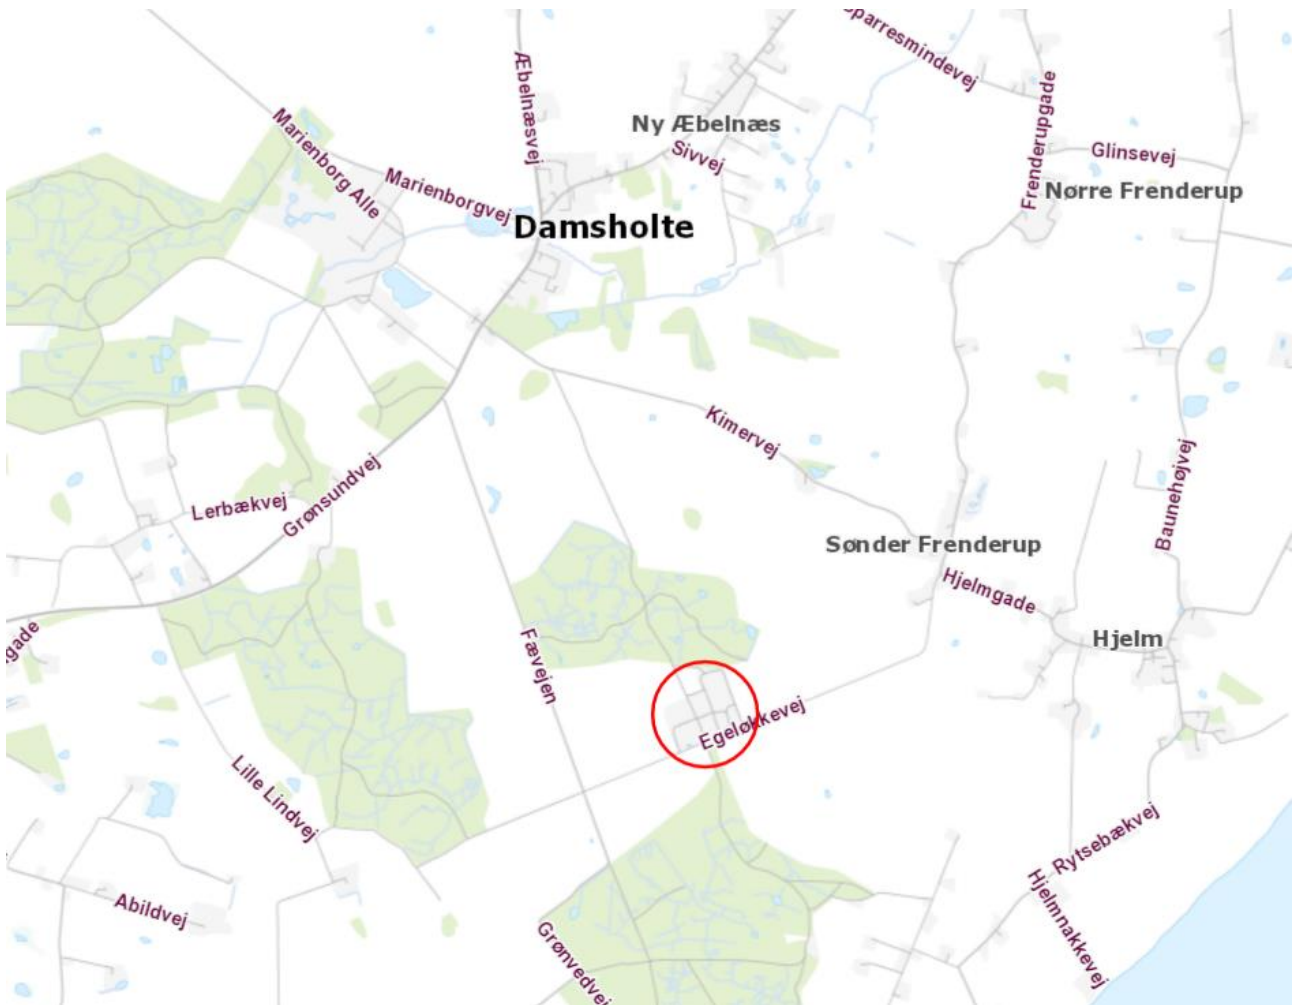 Sparresmindevej
Æbelnæsvej
Ny Æbelnæs
Sivvej
Frenderupgade
Glinsevej
Nørre Frenderup
Marienborg Alle
Marienborgvej
Damsholte
Kimervej
Baunehøjvej
Lerbækvej
Grønsundvej
Sønder Frenderup
Hjelmgade
Hjelm
gade
Fævejen
Egeløkkevej
Lille Lindvej
Rytsebækvej
Hjelmnakkevej
Abildvej
Grønvedvej